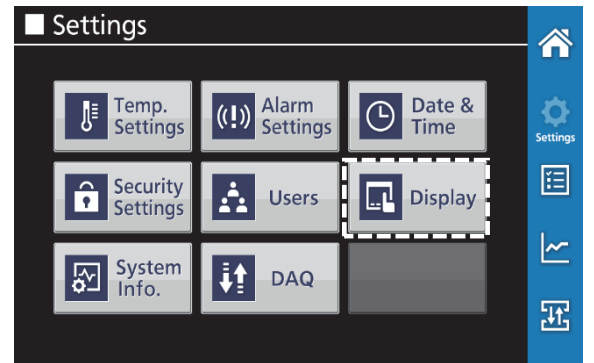 Settings
Temp.
Settings
Alarm
Settings
Date &
Time
Settings
Security
Settings
Users
Display
System
Info.
DAQ